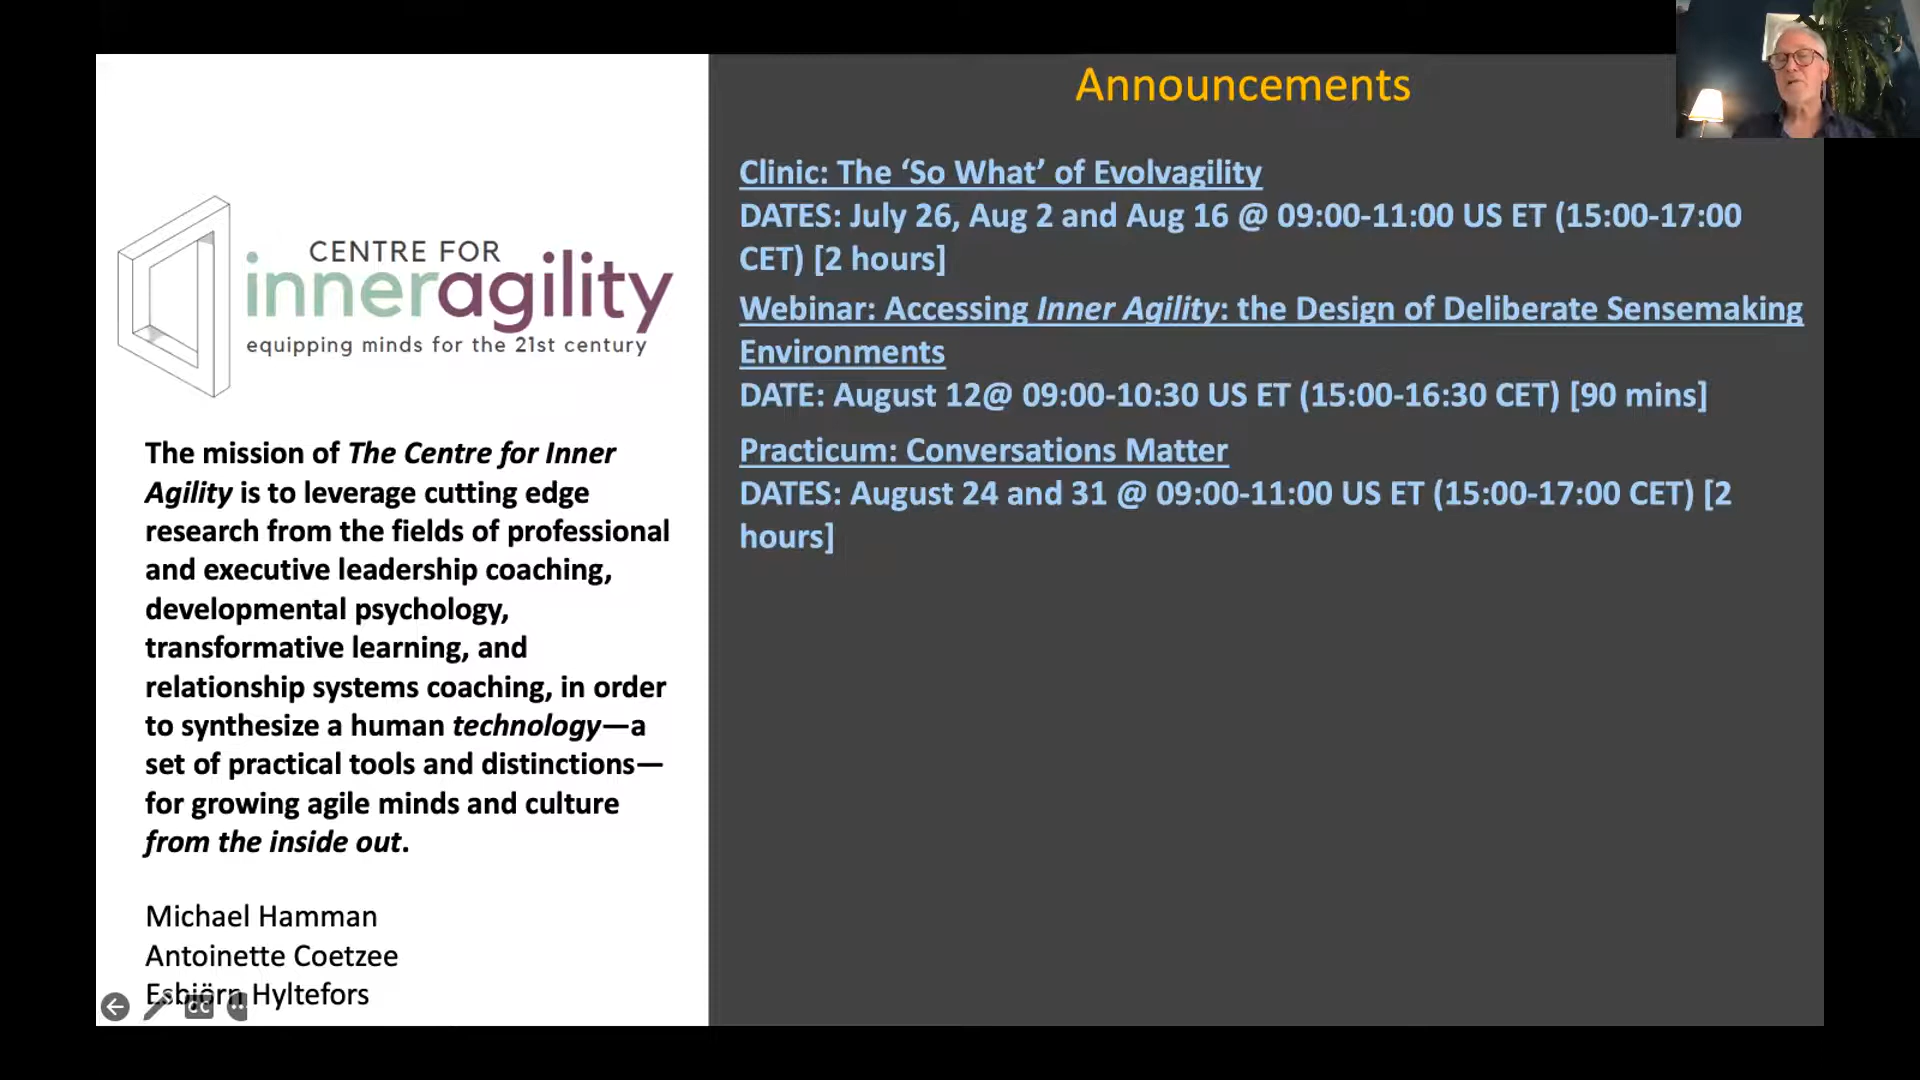 CENTRE FOR
inneragility
equipping minds for the 21st century
The mission of The Centre for Inner
Agility is to leverage cutting edge
research from the fields of professional
and executive leadership coaching,
developmental psychology,
transformative learning, and
relationship systems coaching, in order
to synthesize a human technology—a
set of practical tools and distinctions—
for growing agile minds and culture
from the inside out.
Michael Hamman
Antoinette Coetzee
Esbjörn Hyltefors
CC
Announcements
Clinic: The ‘So What’ of Evolvagility
DATES: July 26, Aug 2 and Aug 16 @ 09:00-11:00 US ET (15:00-17:00
CET) [2 hours]
Webinar: Accessing Inner Agility: the Design of Deliberate Sensemaking
Environments
DATE: August 12@ 09:00-10:30 US ET (15:00-16:30 CET) [90 mins]
Practicum: Conversations Matter
DATES: August 24 and 31 @ 09:00-11:00 US ET (15:00-17:00 CET) [2
hours]